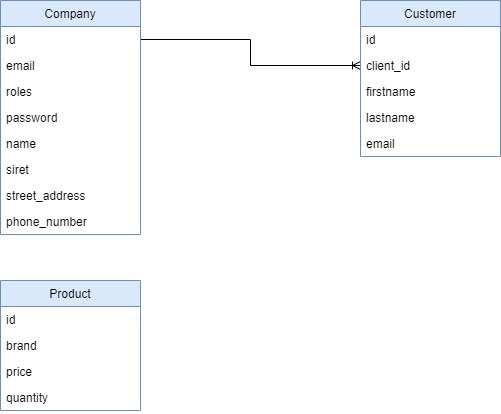 Company
id
email
roles
password
name
siret
street_address
phone_number
Customer
id
client_id
firstname
lastname
email
Product
id
brand
price
quantity